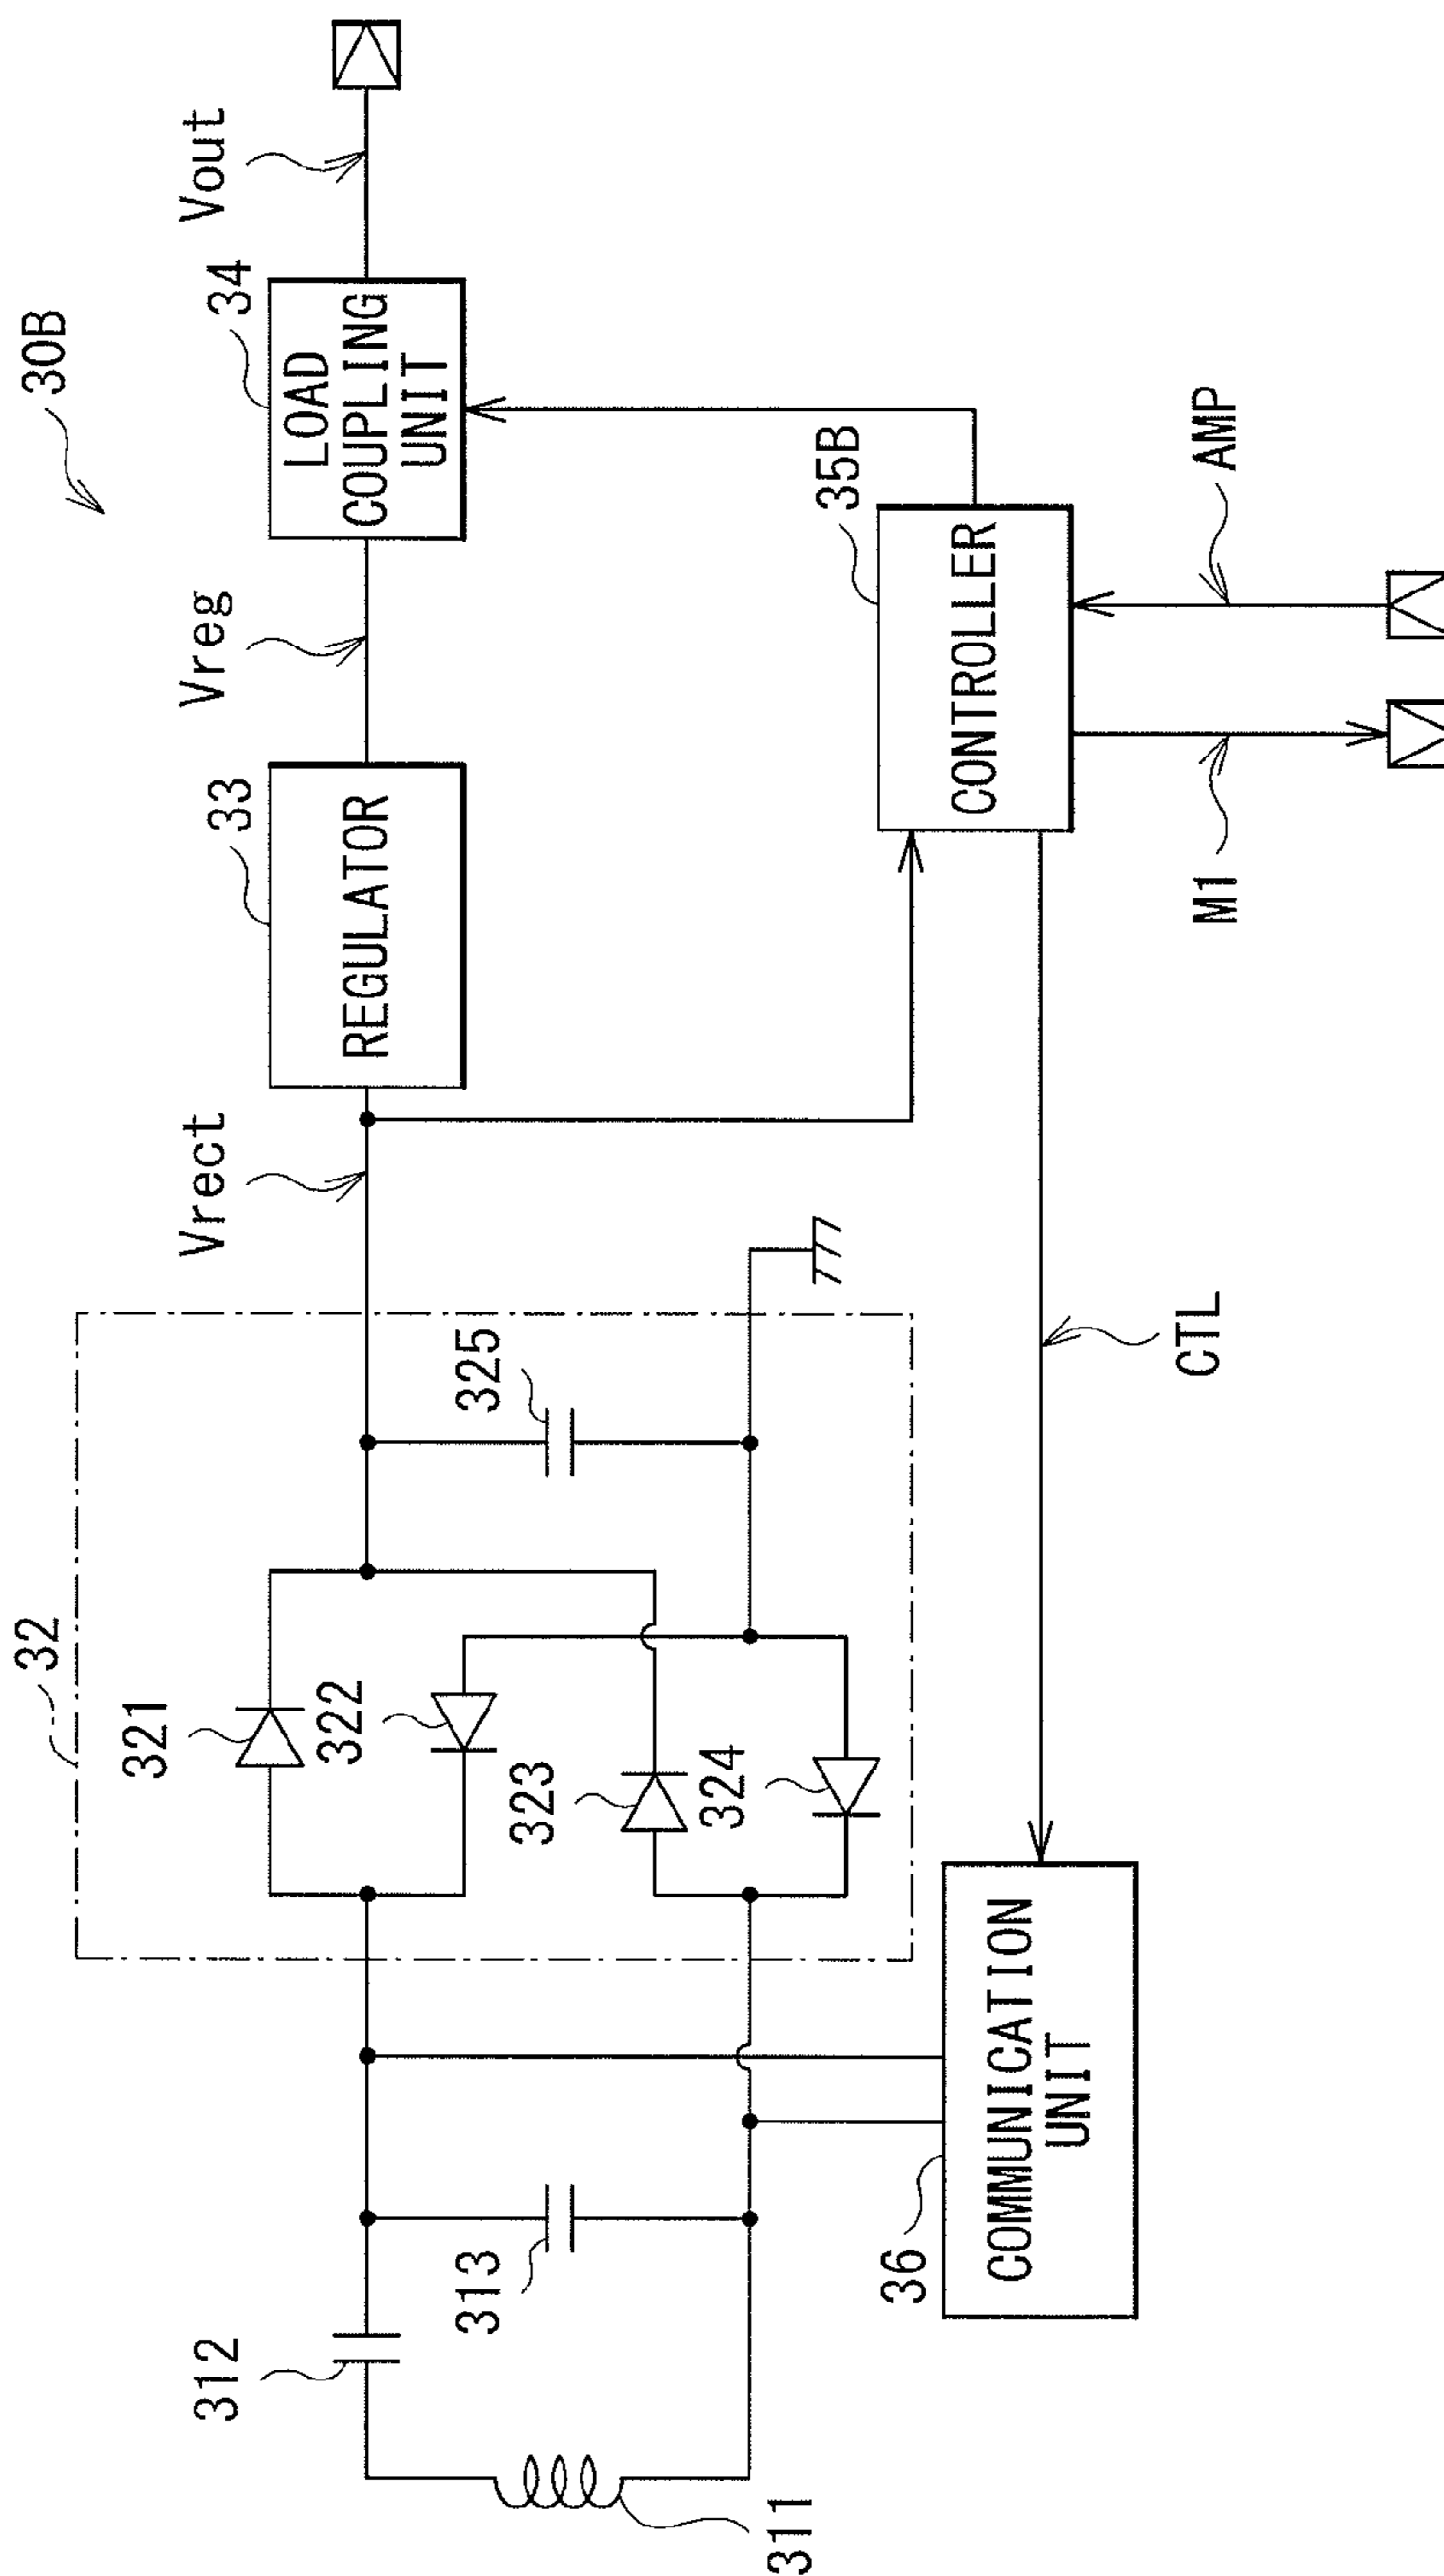 30B
32
321
322
323
324
325
Vrect
33
REGULATOR
Vreg
34
LOAD
COUPLING
UNIT
Vout
312
313
311
36
COMMUNICATION
UNIT
CTL
35B
CONTROLLER
M1
AMP